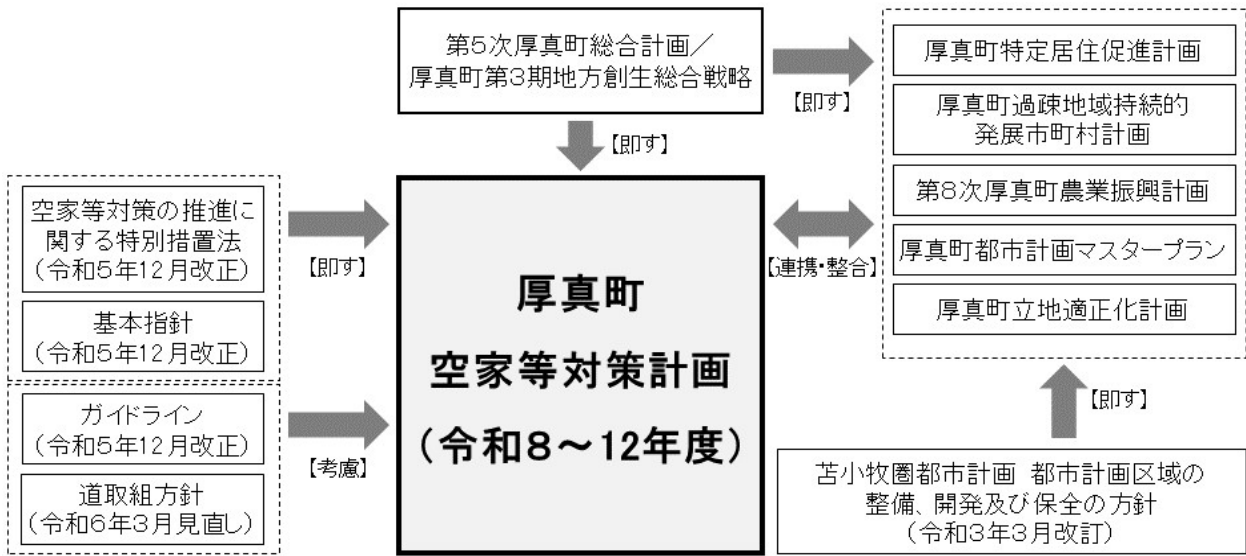 第5次厚真町総合計画／
厚真町第3期地方創生総合戦略
【即す】
【即す】
空家等対策の推進に
関する特別措置法
（令和5年12月改正）
基本指針
（令和5年12月改正）
【即す】
ガイドライン
（令和5年12月改正）
道取組方針
（令和6年3月見直し）
【考慮】
厚真町
空家等対策計画
（令和8～12年度）
【連携・整合】
厚真町特定居住促進計画
厚真町過疎地域持続的
発展市町村計画
第8次厚真町農業振興計画
厚真町都市計画マスタープラン
厚真町立地適正化計画
【即す】
苫小牧圏都市計画 都市計画区域の
整備、開発及び保全の方針
（令和3年3月改訂）